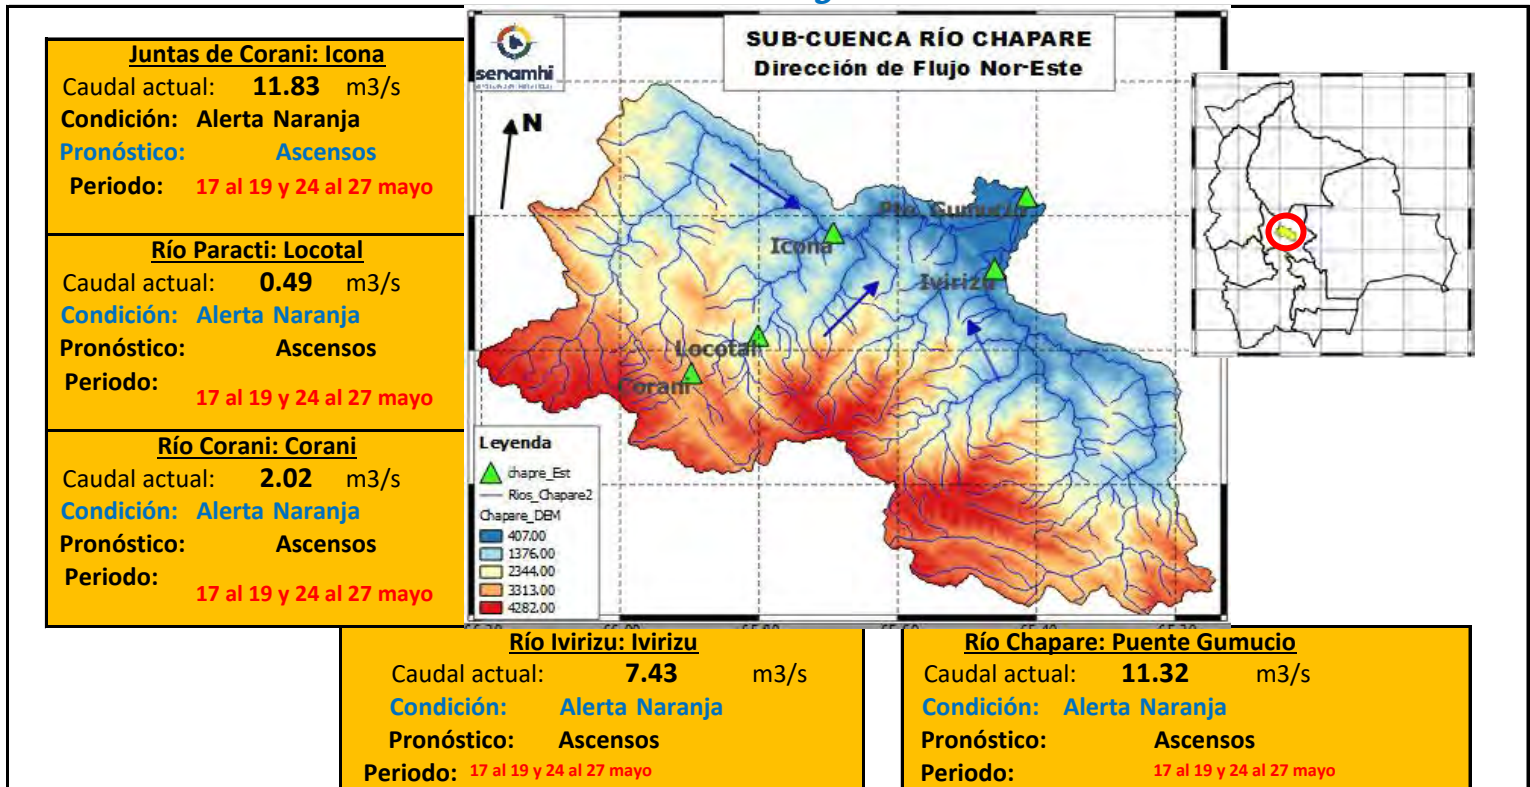 Juntas de Corani: Icona
Caudal actual: 11.83 m3/s
Condición: Alerta Naranja
Pronóstico: Ascensos
Periodo: 17 al 19 y 24 al 27 mayo
Río Paracti: Locotal
Caudal actual: 0.49 m3/s
Condición: Alerta Naranja
Pronóstico: Ascensos
Periodo:
17 al 19 y 24 al 27 mayo
Río Corani: Corani
Caudal actual: 2.02 m3/s
Condición: Alerta Naranja
Pronóstico: Ascensos
Periodo:
17 al 19 y 24 al 27 mayo
senamhi
SUB-CUENCA RÍO CHAPARE
Dirección de Flujo Nor-Este
N
Pto. Gumucio
Icona
Ivirizu
Locotal
Corani
Leyenda
chapre_Est
Rios_Chapare2
Chapare_DEM
407.00
1376.00
2344.00
3313.00
4282.00
Río Ivirizu: Ivirizu
Caudal actual: 7.43 m3/s
Condición: Alerta Naranja
Pronóstico: Ascensos
Periodo: 17 al 19 y 24 al 27 mayo
Río Chapare: Puente Gumucio
Caudal actual: 11.32 m3/s
Condición: Alerta Naranja
Pronóstico: Ascensos
Periodo: 17 al 19 y 24 al 27 mayo